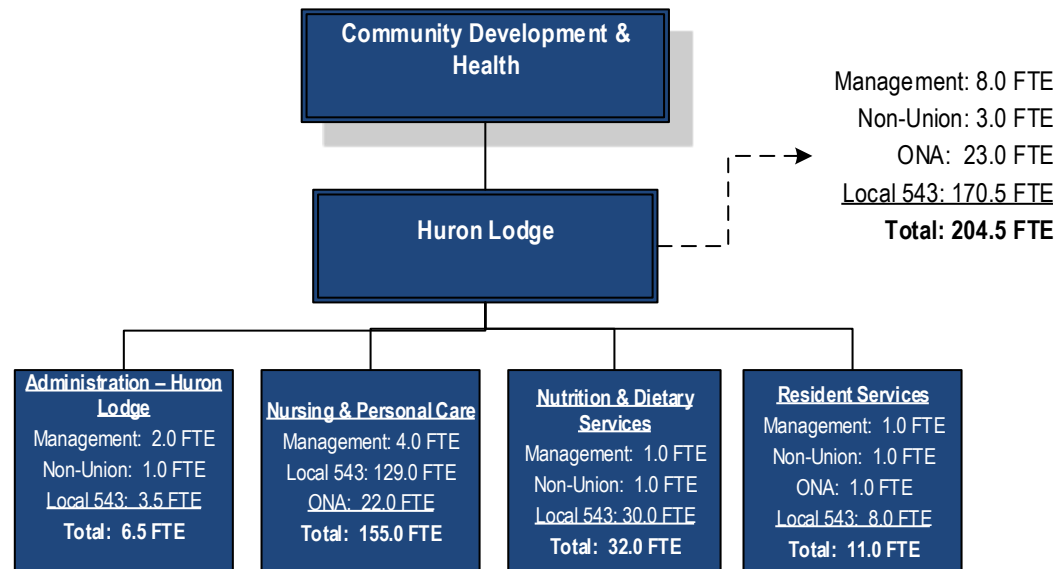 Community Development &
Health
Management: 8.0 FTE
Non-Union: 3.0 FTE
ONA: 23.0 FTE
Local 543: 170.5 FTE
Total: 204.5 FTE
Huron Lodge
Administration – Huron
Lodge
Management: 2.0 FTE
Non-Union: 1.0 FTE
Local 543: 3.5 FTE
Total: 6.5 FTE
Nursing & Personal Care
Management: 4.0 FTE
Local 543: 129.0 FTE
ONA: 22.0 FTE
Total: 155.0 FTE
Nutrition & Dietary
Services
Management: 1.0 FTE
Non-Union: 1.0 FTE
Local 543: 30.0 FTE
Total: 32.0 FTE
Resident Services
Management: 1.0 FTE
Non-Union: 1.0 FTE
ONA: 1.0 FTE
Local 543: 8.0 FTE
Total: 11.0 FTE